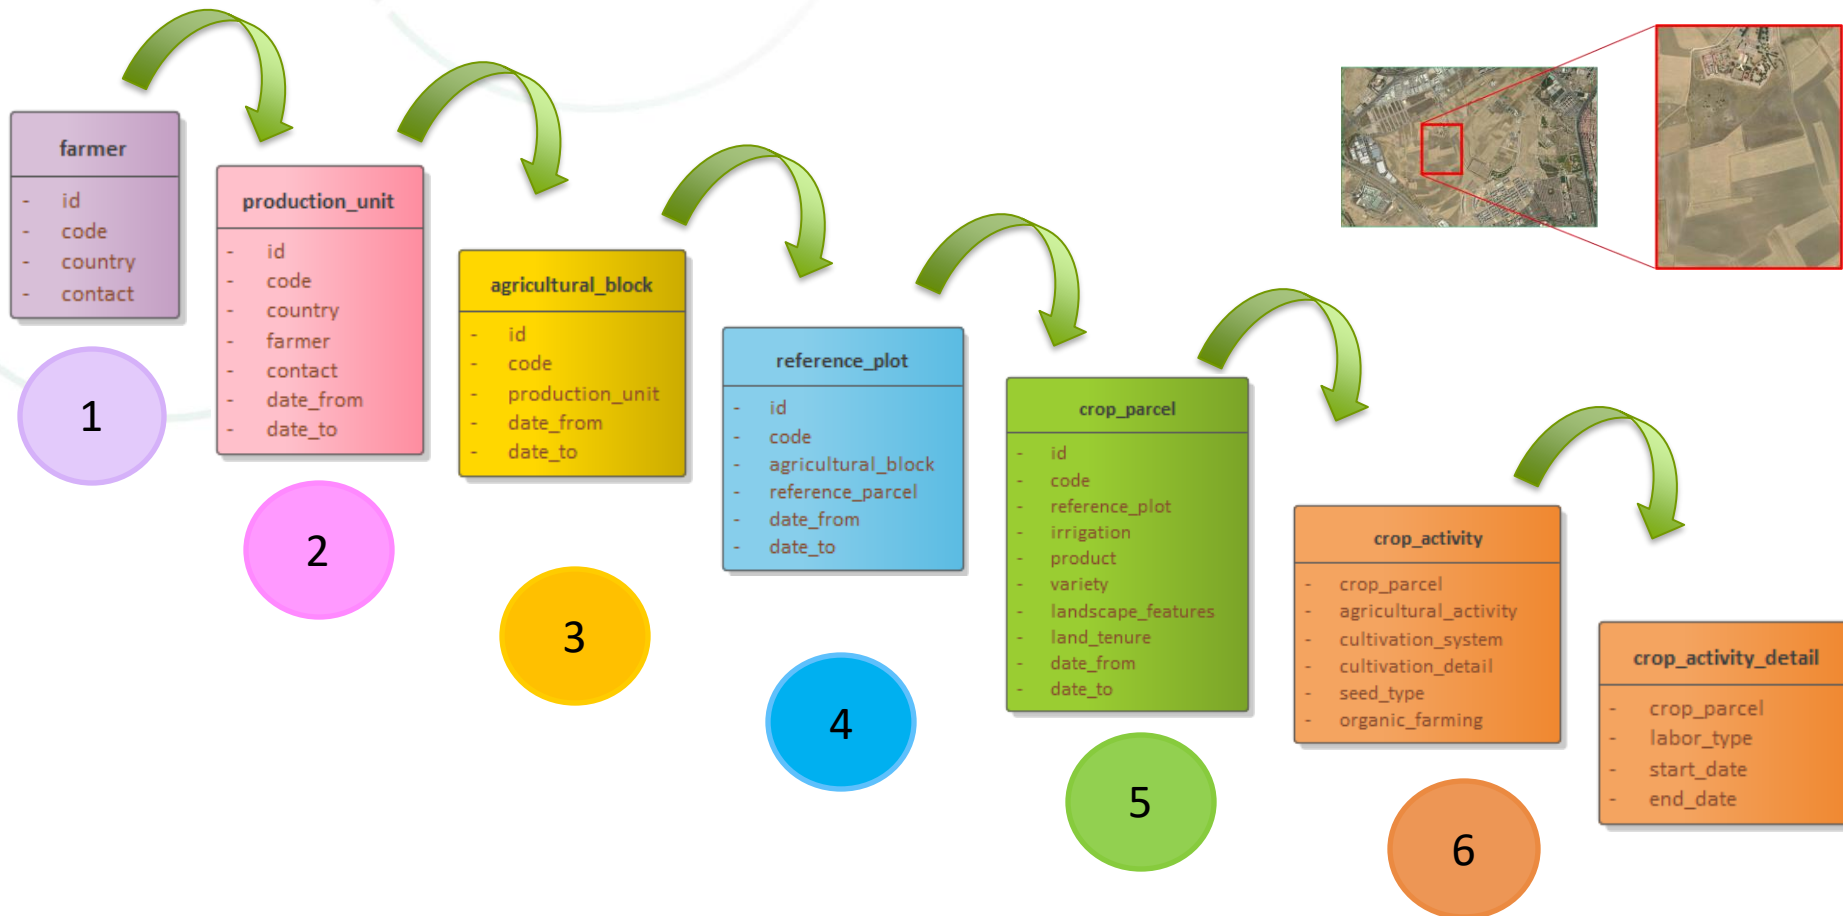 farmer
- id
- code
- country
- contact
1
production_unit
- id
- code
- country
- farmer
- contact
- date_from
- date_to
2
agricultural_block
- id
- code
- production_unit
- date_from
- date_to
3
reference_plot
- id
- code
- agricultural_block
- reference_parcel
- date_from
- date_to
4
crop_parcel
- id
- code
- reference_plot
- irrigation
- product
- variety
- landscape_features
- land_tenure
- date_from
- date_to
5
crop_activity
- crop_parcel
- agricultural_activity
- cultivation_system
- cultivation_detail
- seed_type
- organic_farming
6
crop_activity_detail
- crop_parcel
- labor_type
- start_date
- end_date